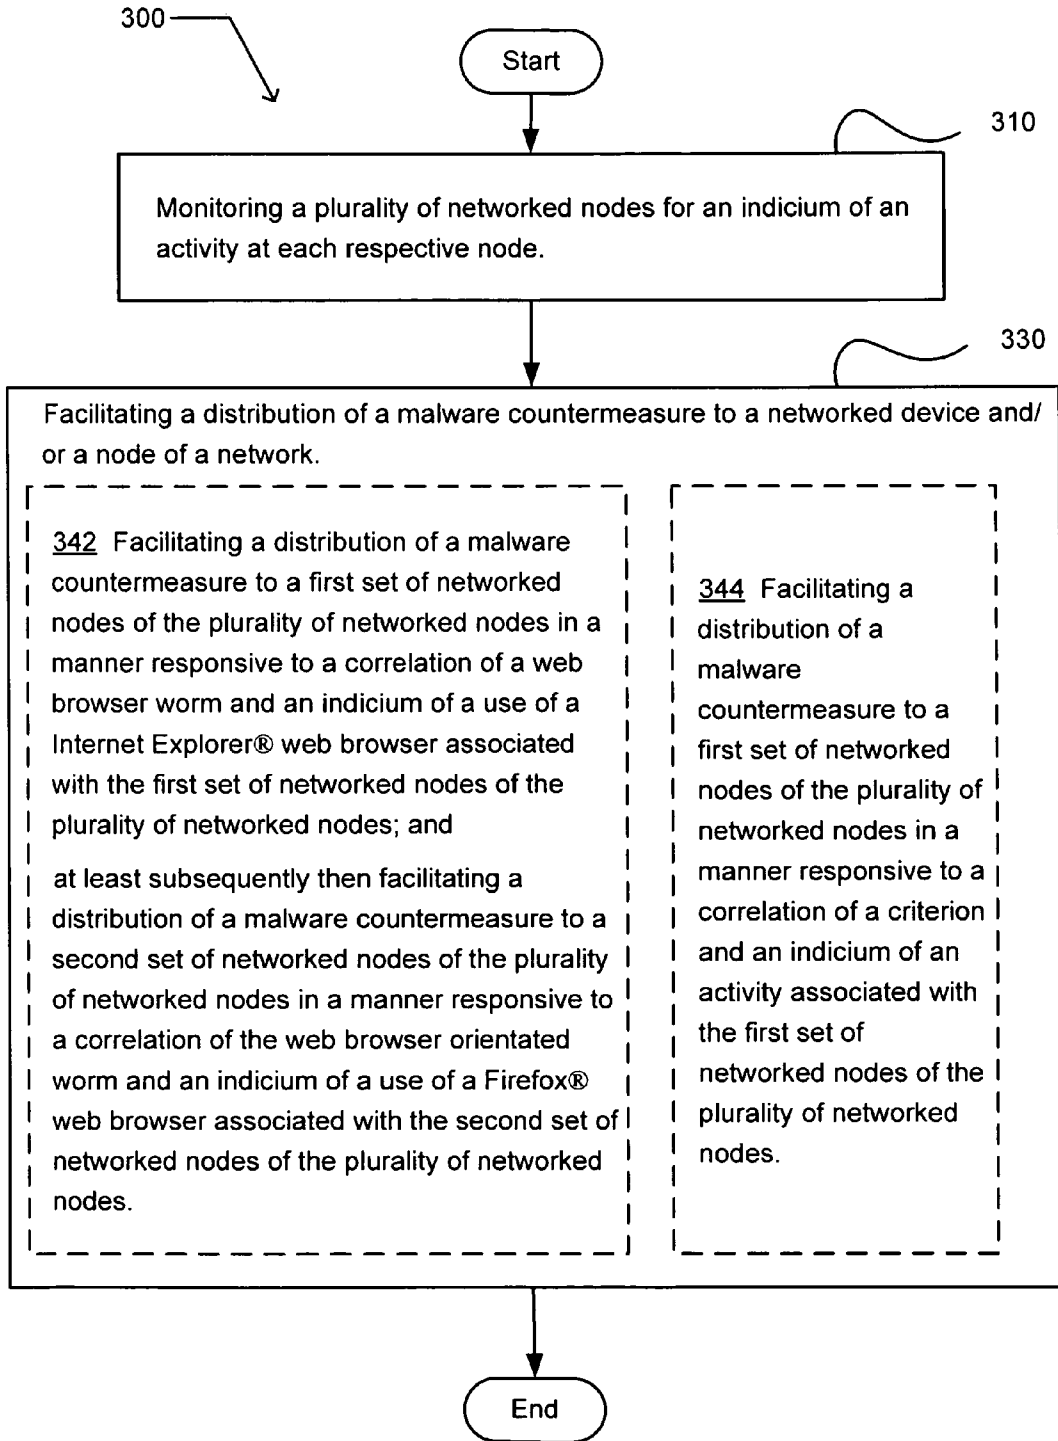 300
Start
310
Monitoring a plurality of networked nodes for an indicium of an
activity at each respective node.
330
Facilitating a distribution of a malware countermeasure to a networked device and/
or a node of a network.
342 Facilitating a distribution of a malware
countermeasure to a first set of networked
nodes of the plurality of networked nodes in a
manner responsive to a correlation of a web
browser worm and an indicium of a use of a
Internet Explorer® web browser associated
with the first set of networked nodes of the
plurality of networked nodes; and
at least subsequently then facilitating a
distribution of a malware countermeasure to a
second set of networked nodes of the plurality
of networked nodes in a manner responsive to
a correlation of the web browser orientated
worm and an indicium of a use of a Firefox®
web browser associated with the second set of
networked nodes of the plurality of networked
nodes.
344 Facilitating a
distribution of a
malware
countermeasure to a
first set of networked
nodes of the plurality of
networked nodes in a
manner responsive to a
correlation of a criterion
and an indicium of an
activity associated with
the first set of
networked nodes of the
plurality of networked
nodes.
End